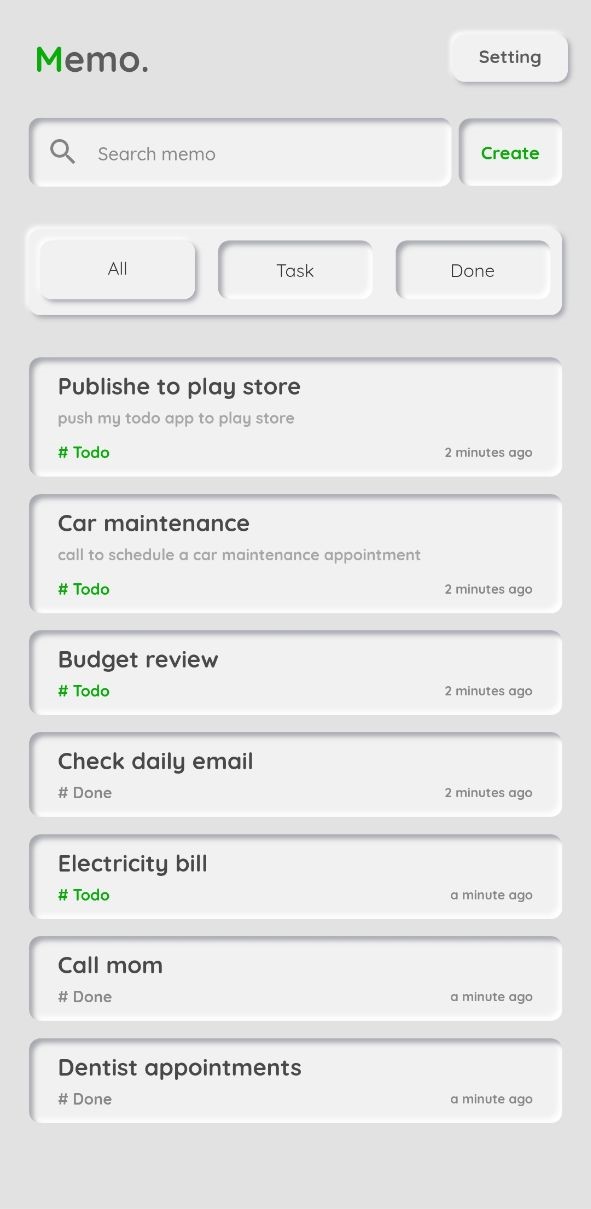 Memo.
Setting
Search memo
Create
All
Task
Done
Publishe to play store
push my todo app to play store
# Todo
2 minutes ago
Car maintenance
call to schedule a car maintenance appointment
# Todo
2 minutes ago
Budget review
# Todo
2 minutes ago
Check daily email
# Done
2 minutes ago
Electricity bill
# Todo
a minute ago
Call mom
# Done
a minute ago
Dentist appointments
# Done
a minute ago